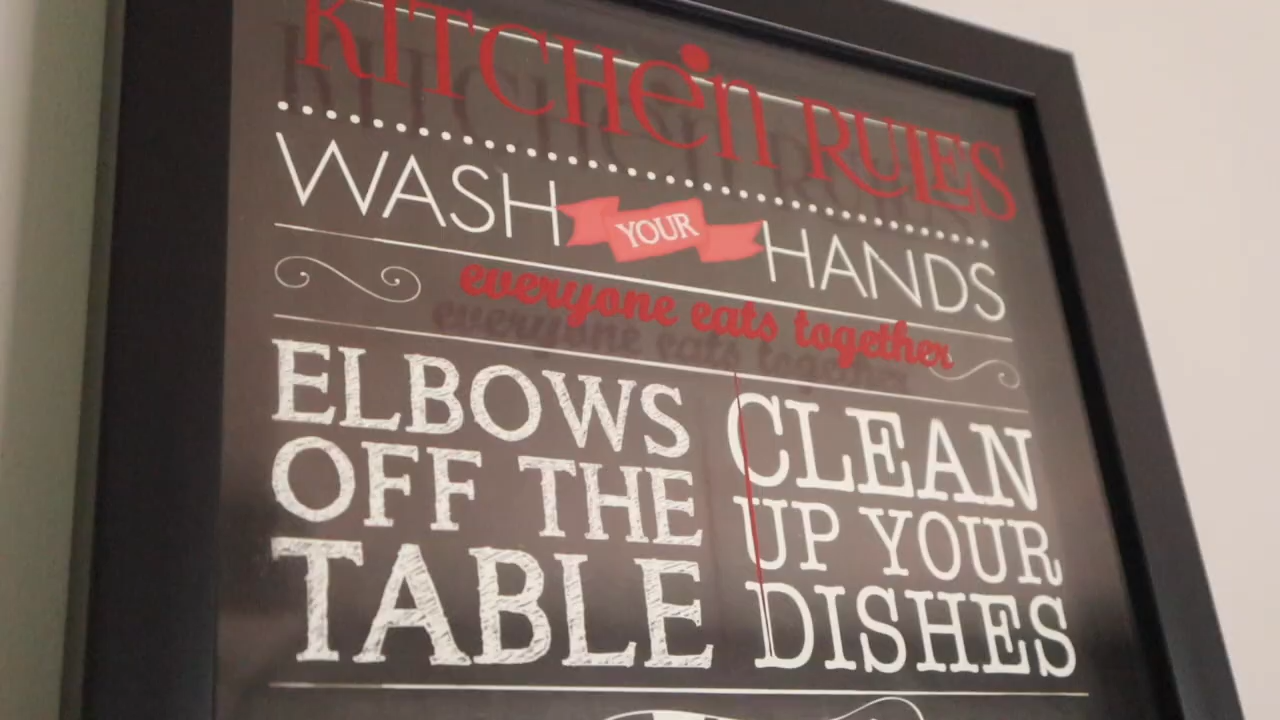 KITCHeN RULES
WASH YOUR HANDS
everyone eats together
ELBOWS
OFF THE
TABLE
CLEAN
UP YOUR
DISHES